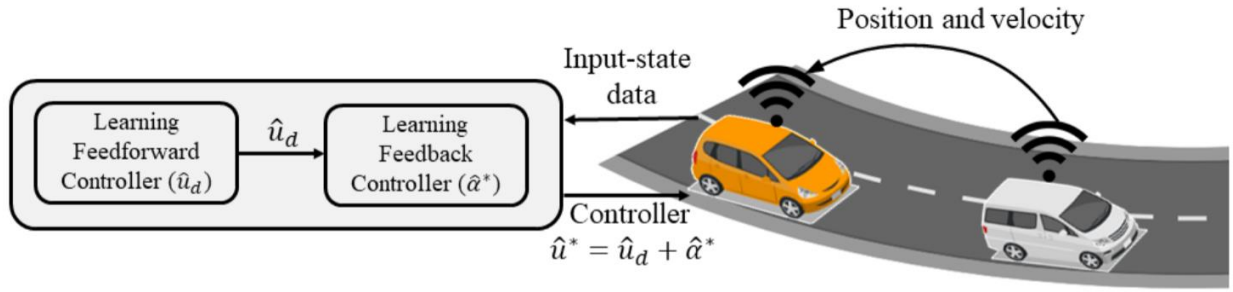 Learning
Feedforward
Controller (û_d)
û_d
Learning
Feedback
Controller (α̂*)
Input-state
data
Controller
û* = û_d + α̂*
Position and velocity